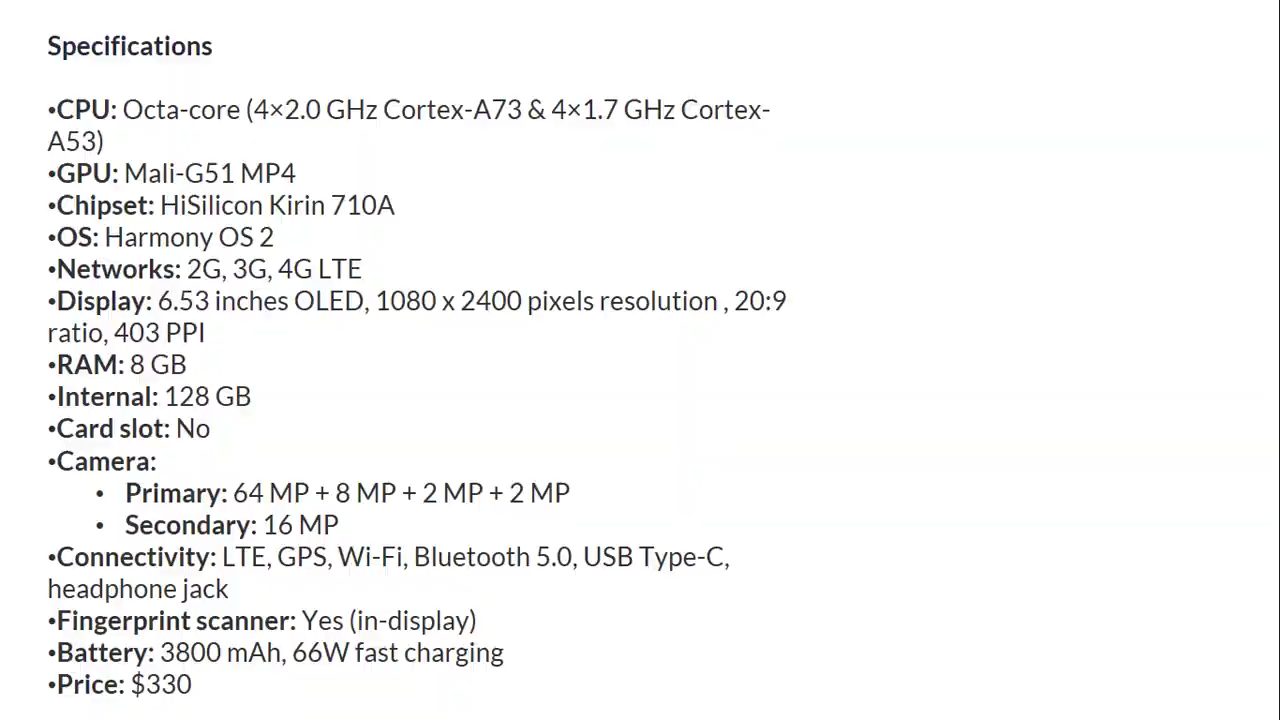 Specifications
•CPU: Octa-core (4×2.0 GHz Cortex-A73 & 4×1.7 GHz Cortex-
A53)
•GPU: Mali-G51 MP4
•Chipset: HiSilicon Kirin 710A
•OS: Harmony OS 2
•Networks: 2G, 3G, 4G LTE
•Display: 6.53 inches OLED, 1080 x 2400 pixels resolution , 20:9
ratio, 403 PPI
•RAM: 8 GB
•Internal: 128 GB
•Card slot: No
•Camera:
• Primary: 64 MP + 8 MP + 2 MP + 2 MP
• Secondary: 16 MP
•Connectivity: LTE, GPS, Wi-Fi, Bluetooth 5.0, USB Type-C,
headphone jack
•Fingerprint scanner: Yes (in-display)
•Battery: 3800 mAh, 66W fast charging
•Price: $330